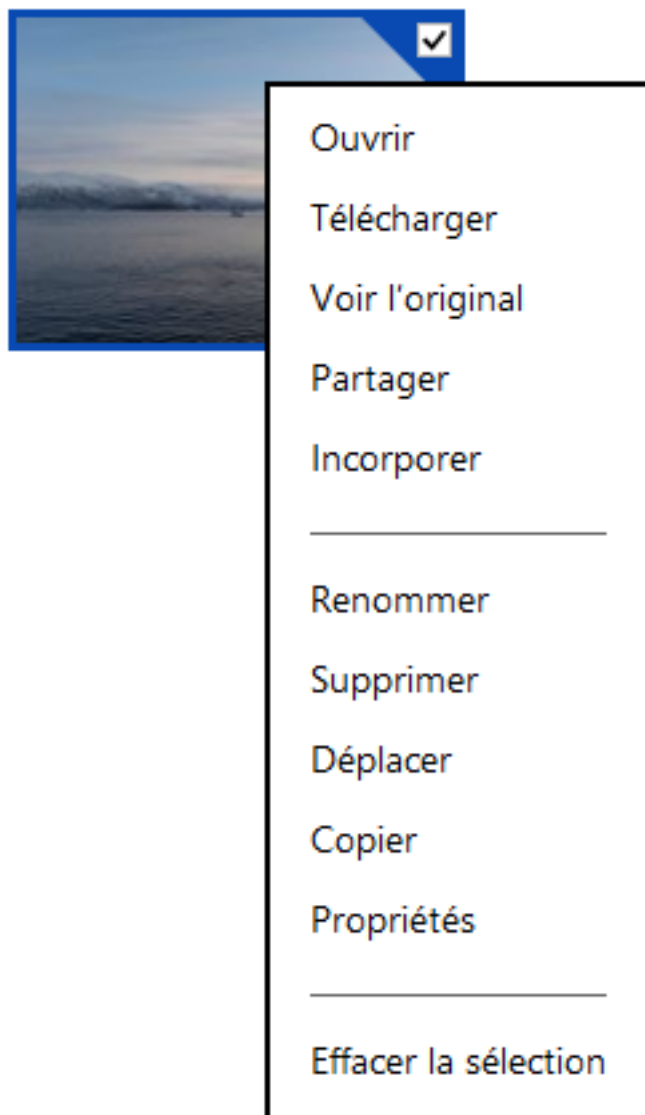 Ouvrir
Télécharger
Voir l'original
Partager
Incorporer
Renommer
Supprimer
Déplacer
Copier
Propriétés
Effacer la sélection